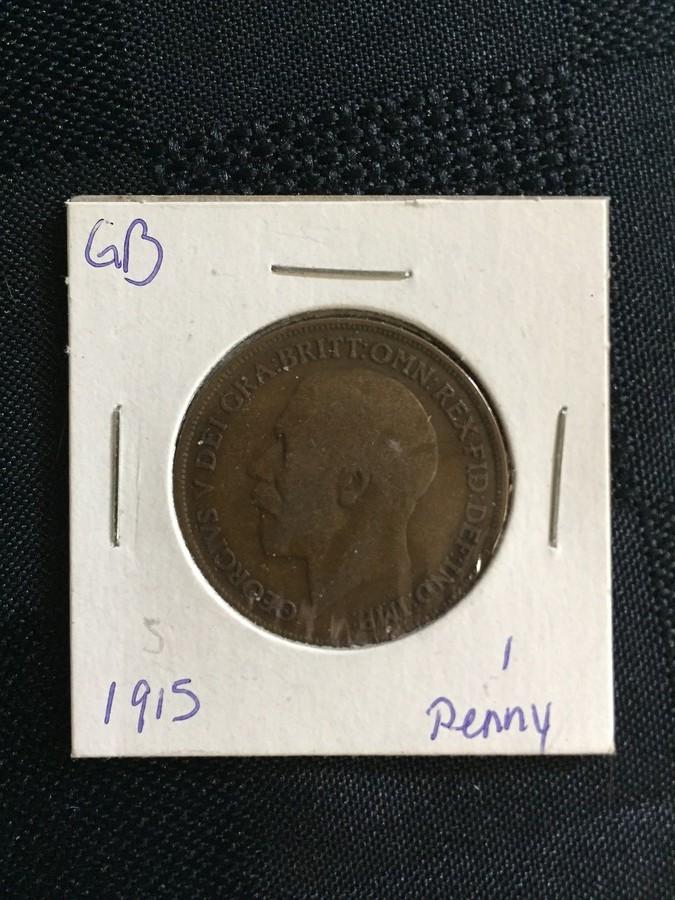 GB
GEORGIVS V DEI GRA:BRITT:OMN:REX FID:DEF:IND:IMP:
S
1915
1
Penny